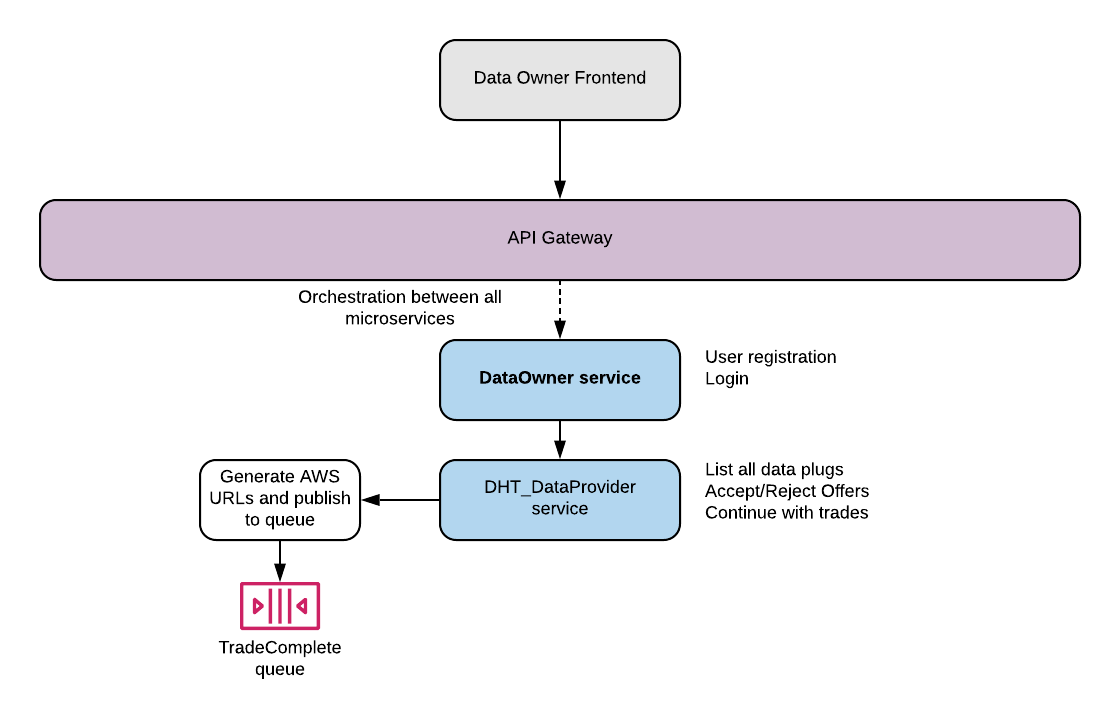 Data Owner Frontend
API Gateway
Orchestration between all
microservices
DataOwner service
User registration
Login
Generate AWS
URLs and publish
to queue
DHT_DataProvider
service
List all data plugs
Accept/Reject Offers
Continue with trades
TradeComplete
queue